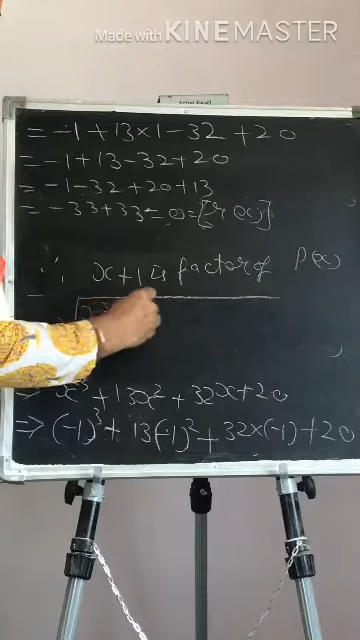 Made with KINEMASTER
= -1 + 13 × 1 - 32 + 20
= -1 + 13 - 32 + 20
= -1 - 32 + 20 + 13
= -33 + 33 = 0 = [r(x)]
∴ x + 1 is factor of P(x)
⇒ x³ + 13x² + 32x + 20
⇒ (-1)³ + 13(-1)² + 32×(-1) + 20